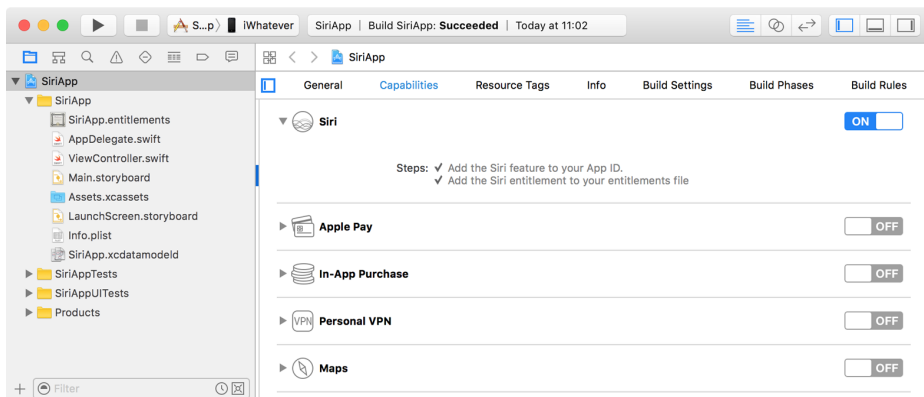 S...p⟩ iWhatever SiriApp | Build SiriApp: Succeeded | Today at 11:02
SiriApp
SiriApp
General Capabilities Resource Tags Info Build Settings Build Phases Build Rules
SiriApp
SiriApp.entitlements
AppDelegate.swift
ViewController.swift
Main.storyboard
Assets.xcassets
LaunchScreen.storyboard
Info.plist
SiriApp.xcdatamodeld
SiriAppTests
SiriAppUITests
Products
Filter
Siri ON
Steps: ✓ Add the Siri feature to your App ID.
✓ Add the Siri entitlement to your entitlements file
Apple Pay OFF
In-App Purchase OFF
VPN Personal VPN OFF
Maps OFF